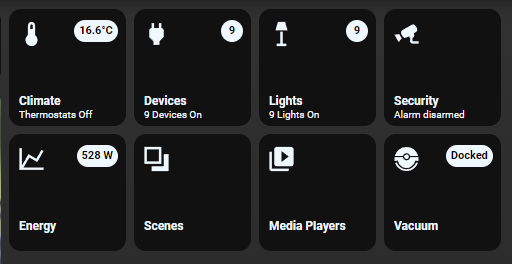 16.6°C
Climate
Thermostats Off
9
Devices
9 Devices On
9
Lights
9 Lights On
Security
Alarm disarmed
528 W
Energy
Scenes
Media Players
Docked
Vacuum